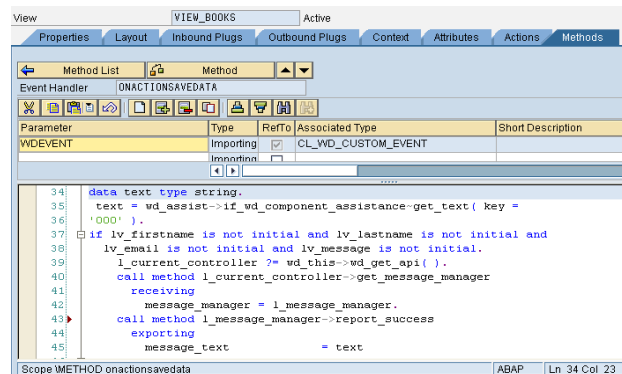 View VIEW_BOOKS Active
Properties Layout Inbound Plugs Outbound Plugs Context Attributes Actions Methods
Method List Method
Event Handler ONACTIONSAVEDATA
Parameter Type RefTo Associated Type Short Description
WDEVENT Importing CL_WD_CUSTOM_EVENT
Importing
34 data text type string.
35 text = wd_assist->if_wd_component_assistance~get_text( key =
36 '000' ).
37 if lv_firstname is not initial and lv_lastname is not initial and
38 lv_email is not initial and lv_message is not initial.
39 l_current_controller ?= wd_this->wd_get_api( ).
40 call method l_current_controller->get_message_manager
41 receiving
42 message_manager = l_message_manager.
43 call method l_message_manager->report_success
44 exporting
45 message_text = text
Scope \METHOD onactionsavedata ABAP Ln 34 Col 23